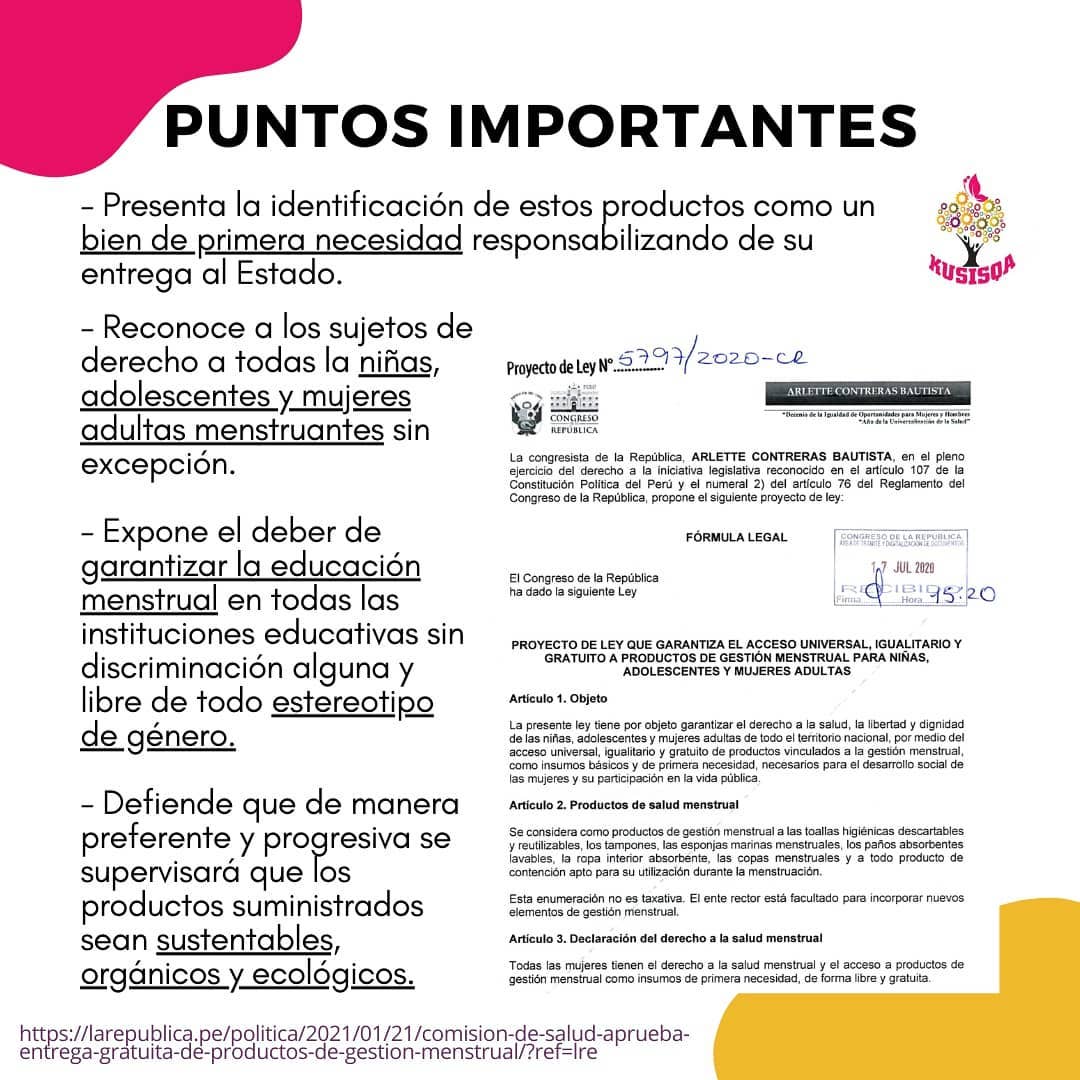 PUNTOS IMPORTANTES
- Presenta la identificación de estos productos como un
bien de primera necesidad responsabilizando de su
entrega al Estado.
KUSISQA
- Reconoce a los sujetos de
derecho a todas la niñas,
adolescentes y mujeres
adultas menstruantes sin
excepción.
- Expone el deber de
garantizar la educación
menstrual en todas las
instituciones educativas sin
discriminación alguna y
libre de todo estereotipo
de género.
- Defiende que de manera
preferente y progresiva se
supervisará que los
productos suministrados
sean sustentables,
orgánicos y ecológicos.
Proyecto de Ley N° 5797/2020-CR
CONGRESO
REPÚBLICA
ARLETTE CONTRERAS BAUTISTA
"Decenio de la Igualdad de Oportunidades para Mujeres y Hombres
"Año de la Universalización de la Salud"
La congresista de la República, ARLETTE CONTRERAS BAUTISTA, en el pleno
ejercicio del derecho a la iniciativa legislativa reconocido en el artículo 107 de la
Constitución Política del Perú y el numeral 2) del artículo 76 del Reglamento del
Congreso de la República, propone el siguiente proyecto de ley:
FÓRMULA LEGAL
CONGRESO DE LA REPÚBLICA
ÁREA DE TRÁMITE Y DIGITALIZACIÓN DE DOCUMENTOS
17 JUL 2020
RECIBIDO
Firma Hora 15:20
El Congreso de la República
ha dado la siguiente Ley
PROYECTO DE LEY QUE GARANTIZA EL ACCESO UNIVERSAL, IGUALITARIO Y
GRATUITO A PRODUCTOS DE GESTIÓN MENSTRUAL PARA NIÑAS,
ADOLESCENTES Y MUJERES ADULTAS
Artículo 1. Objeto
La presente ley tiene por objeto garantizar el derecho a la salud, la libertad y dignidad
de las niñas, adolescentes y mujeres adultas de todo el territorio nacional, por medio del
acceso universal, igualitario y gratuito de productos vinculados a la gestión menstrual,
como insumos básicos y de primera necesidad, necesarios para el desarrollo social de
las mujeres y su participación en la vida pública.
Artículo 2. Productos de salud menstrual
Se considera como productos de gestión menstrual a las toallas higiénicas descartables
y reutilizables, los tampones, las esponjas marinas menstruales, los paños absorbentes
lavables, la ropa interior absorbente, las copas menstruales y a todo producto de
contención apto para su utilización durante la menstruación.
Esta enumeración no es taxativa. El ente rector está facultado para incorporar nuevos
elementos de gestión menstrual.
Artículo 3. Declaración del derecho a la salud menstrual
Todas las mujeres tienen el derecho a la salud menstrual y el acceso a productos de
gestión menstrual como insumos de primera necesidad, de forma libre y gratuita.
https://larepublica.pe/politica/2021/01/21/comision-de-salud-aprueba-
entrega-gratuita-de-productos-de-gestion-menstrual/?ref=lre